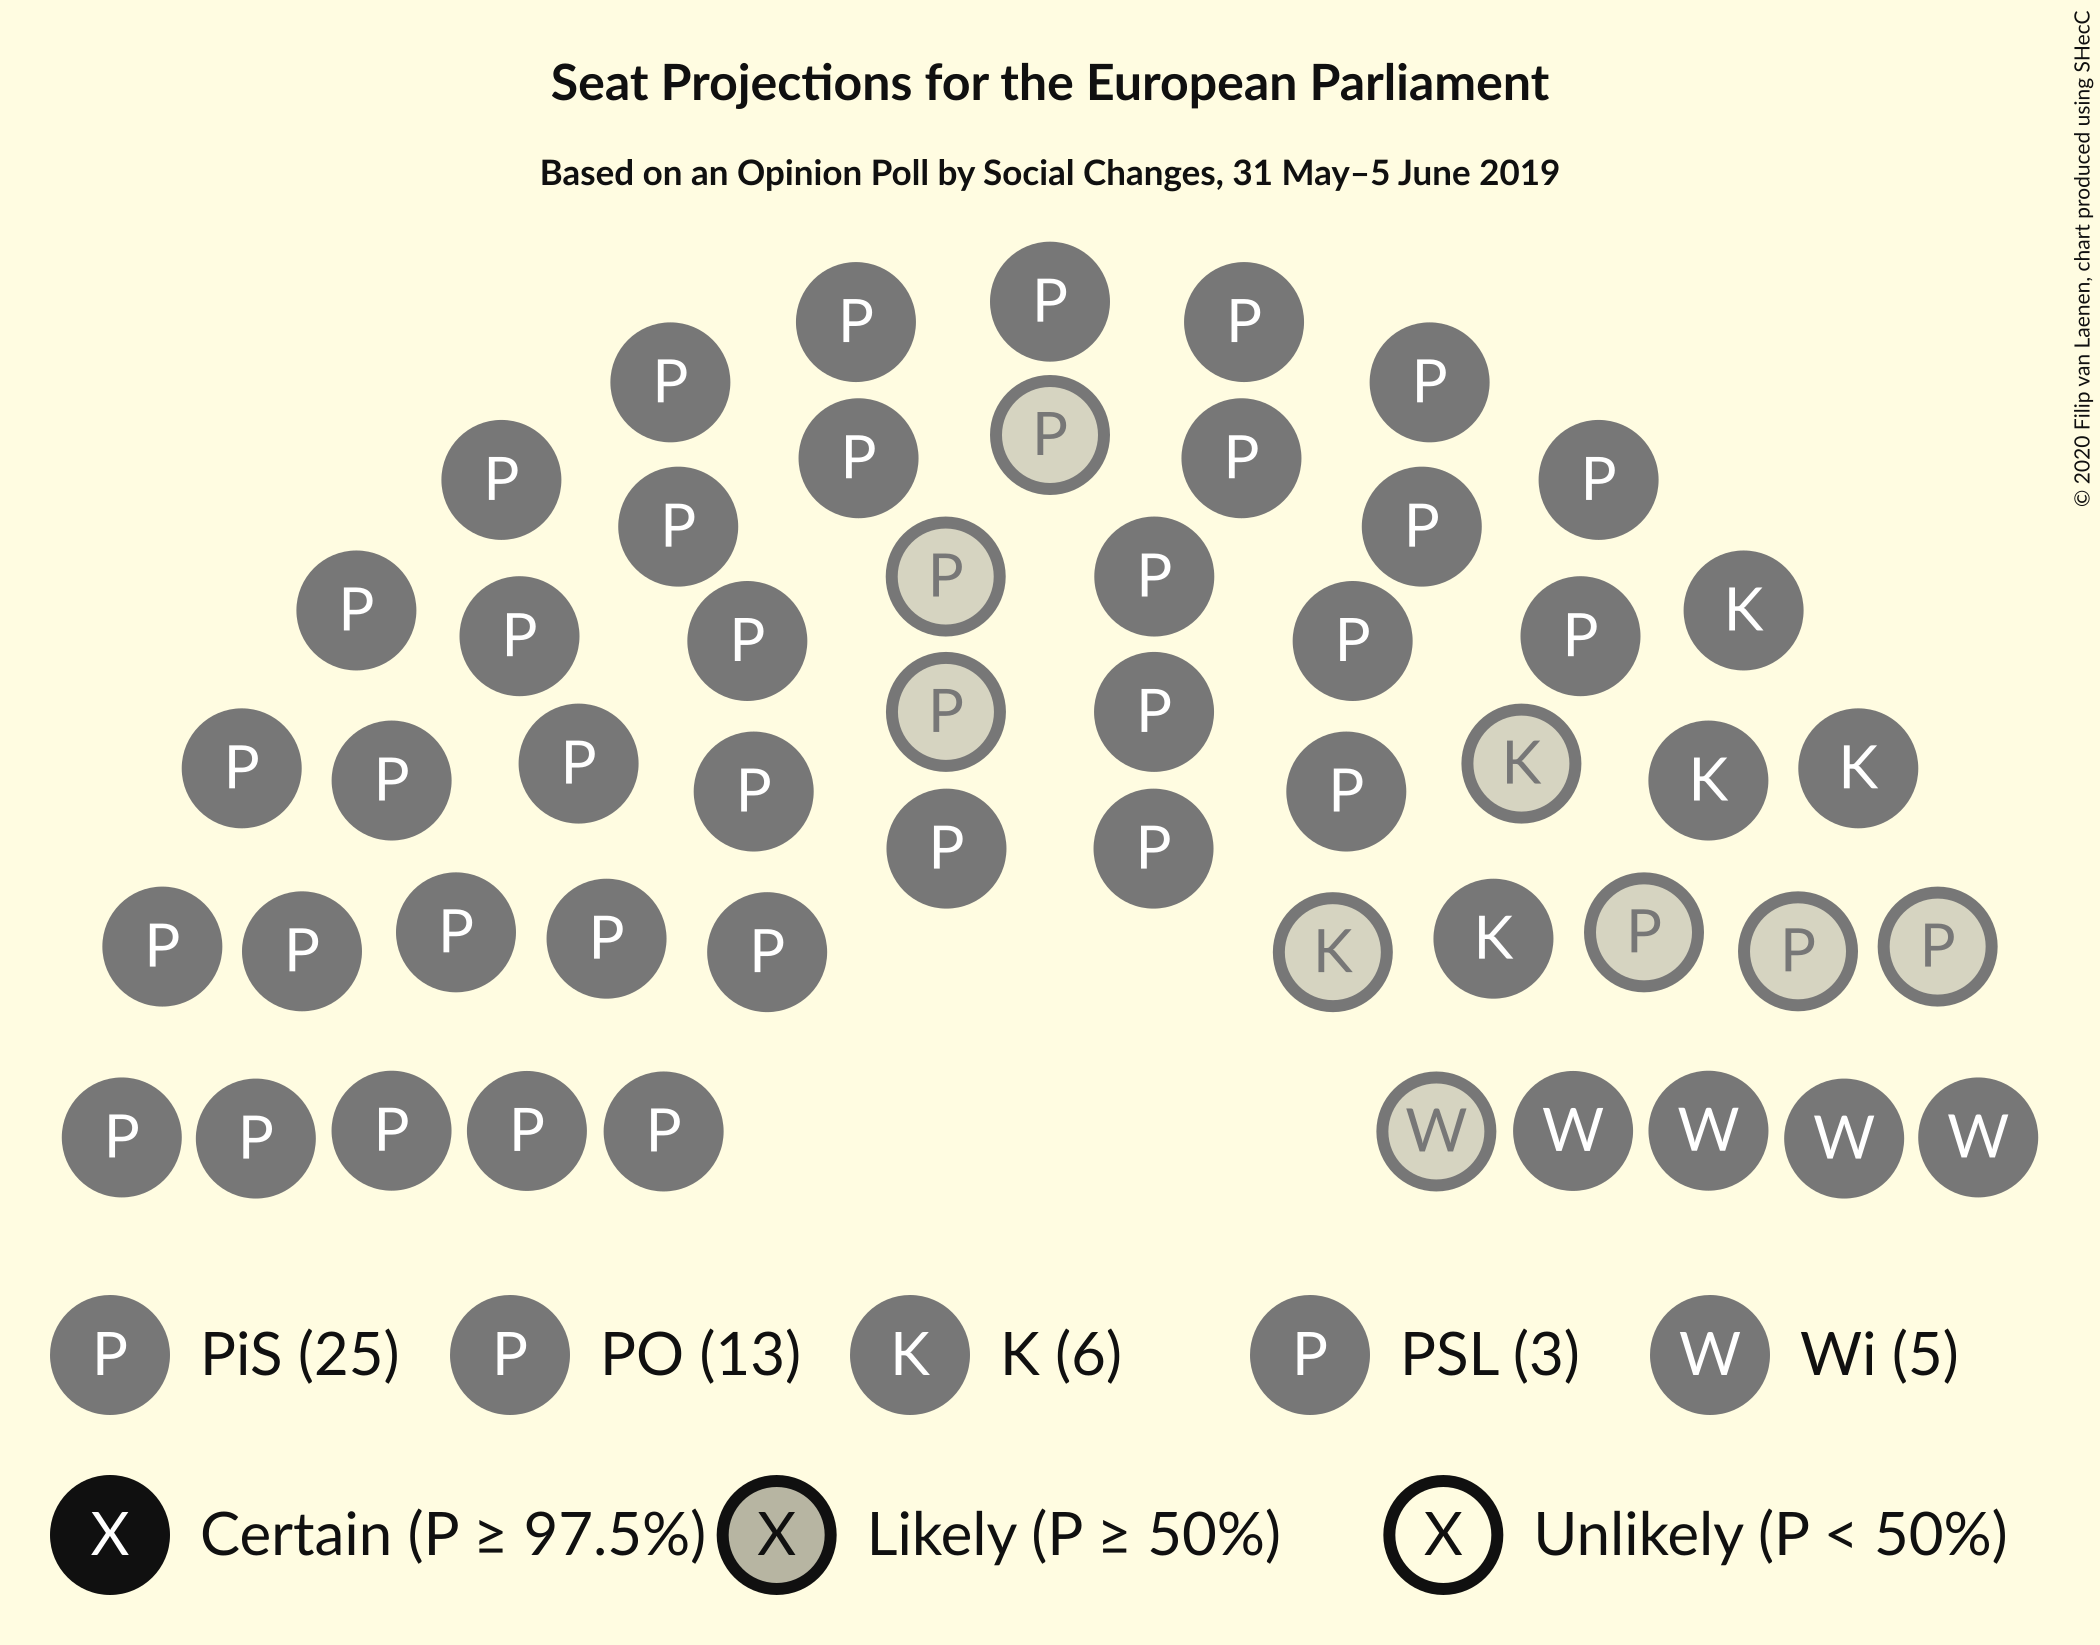 Seat Projections for the European Parliament
Based on an Opinion Poll by Social Changes, 31 May–5 June 2019
© 2020 Filip van Laenen, chart produced using SHecC
P P P
P P
P P P P P
P P
P P
P P P P K
P P
P P
P P P P K K K
P P
P P P P P K K P P P
P P P P P W W W W W
P PiS (25) P PO (13) K K (6) P PSL (3) W Wi (5)
X Certain (P ≥ 97.5%) X Likely (P ≥ 50%) X Unlikely (P < 50%)